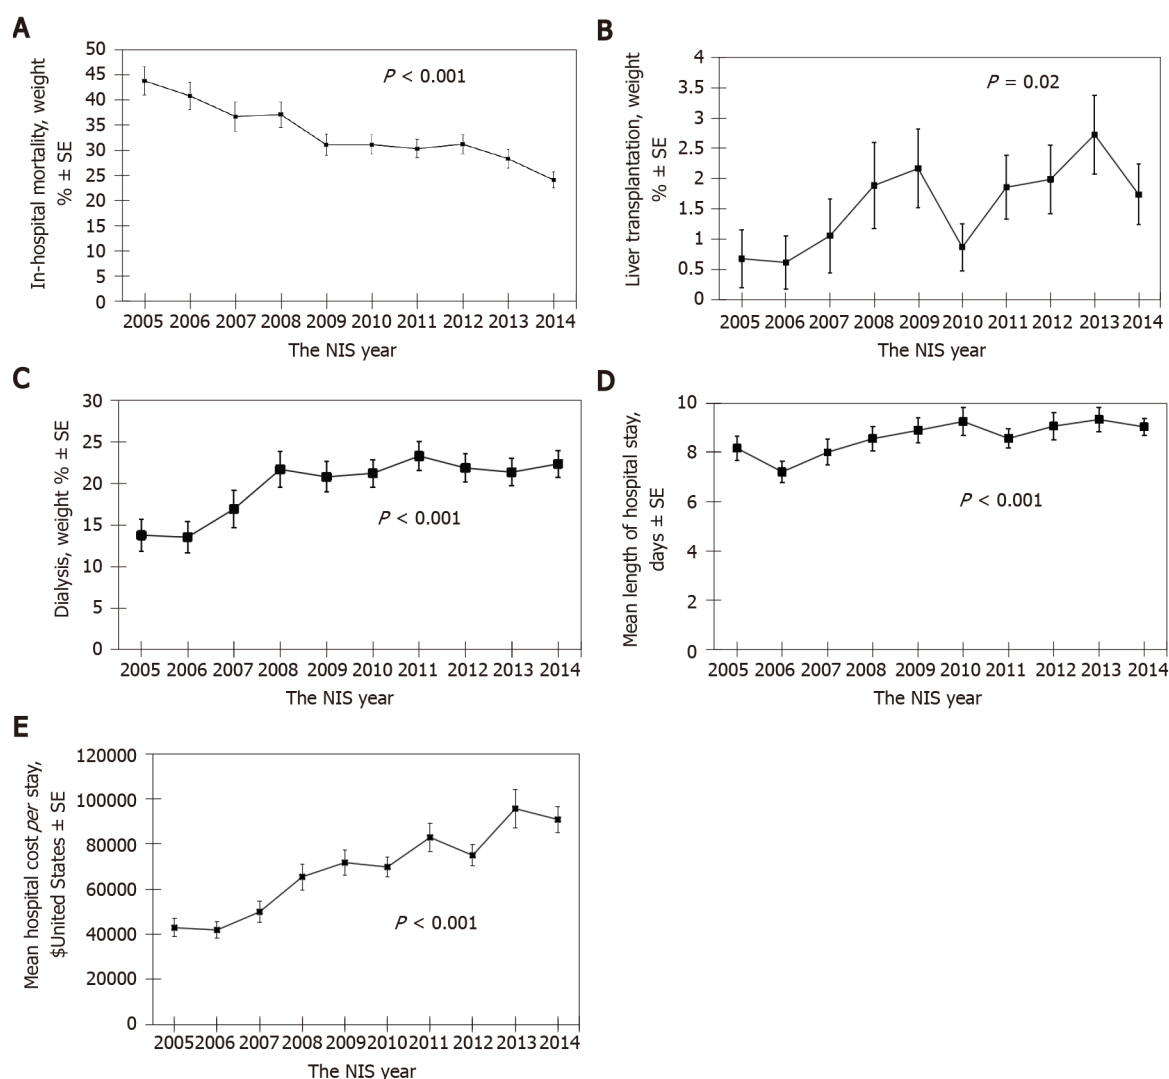 A
In-hospital mortality, weight
% ± SE
50
45
40
35
30
25
20
15
10
5
0
P < 0.001
2005 2006 2007 2008 2009 2010 2011 2012 2013 2014
The NIS year
B
Liver transplantation, weight
% ± SE
4
3.5
3
2.5
2
1.5
1
0.5
0
P = 0.02
2005 2006 2007 2008 2009 2010 2011 2012 2013 2014
The NIS year
C
Dialysis, weight % ± SE
30
25
20
15
10
5
0
P < 0.001
2005 2006 2007 2008 2009 2010 2011 2012 2013 2014
The NIS year
D
Mean length of hospital stay,
days ± SE
10
8
6
4
2
0
P < 0.001
2005 2006 2007 2008 2009 2010 2011 2012 2013 2014
The NIS year
E
Mean hospital cost per stay,
$United States ± SE
120000
100000
80000
60000
40000
20000
0
P < 0.001
2005 2006 2007 2008 2009 2010 2011 2012 2013 2014
The NIS year